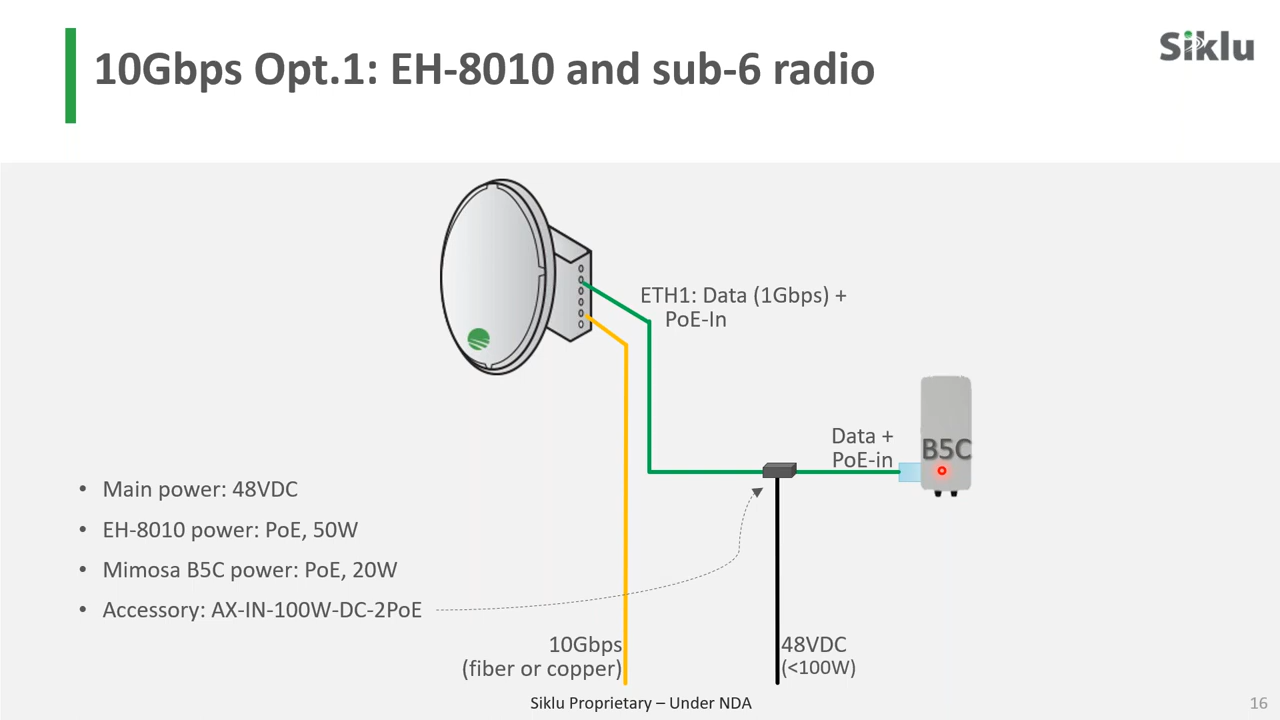 10Gbps Opt.1: EH-8010 and sub-6 radio
Siklu
ETH1: Data (1Gbps) +
PoE-In
Data +
PoE-in
B5C
• Main power: 48VDC
• EH-8010 power: PoE, 50W
• Mimosa B5C power: PoE, 20W
• Accessory: AX-IN-100W-DC-2PoE
10Gbps
(fiber or copper)
48VDC
(<100W)
Siklu Proprietary – Under NDA
16